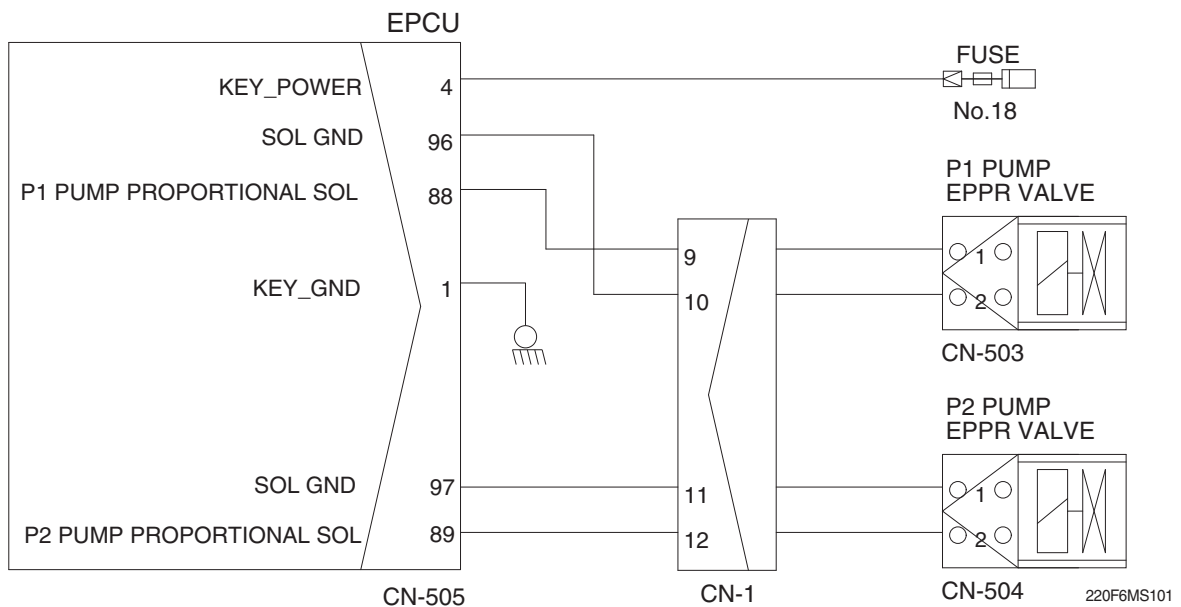 EPCU
KEY_POWER 4
FUSE
No.18
SOL GND 96
P1 PUMP PROPORTIONAL SOL 88
P1 PUMP
EPPR VALVE
9 1
KEY_GND 1
10 2
CN-503
P2 PUMP
EPPR VALVE
SOL GND 97 11 1
P2 PUMP PROPORTIONAL SOL 89 12 2
CN-505
CN-1
CN-504
220F6MS101